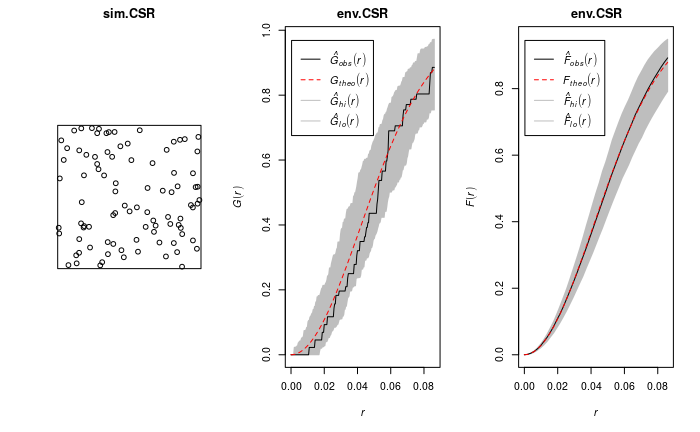 sim.CSR
env.CSR
Ĝobs(r)
Gtheo(r)
Ĝhi(r)
Ĝlo(r)
G(r)
0.0
0.2
0.4
0.6
0.8
1.0
0.00 0.02 0.04 0.06 0.08
r
env.CSR
F̂obs(r)
Ftheo(r)
F̂hi(r)
F̂lo(r)
F(r)
0.0
0.2
0.4
0.6
0.8
0.00 0.02 0.04 0.06 0.08
r